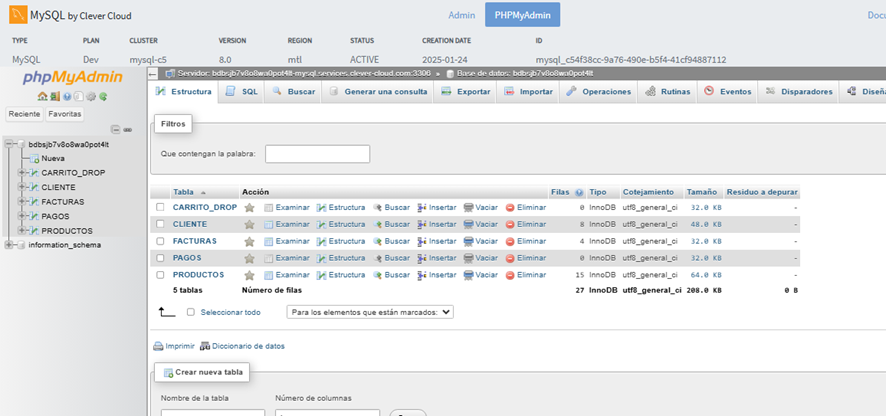 MySQL by Clever Cloud
Admin
PHPMyAdmin
Docu
TYPE PLAN CLUSTER VERSION REGION STATUS CREATION DATE ID
MySQL Dev mysql-c5 8.0 mtl ACTIVE 2025-01-24 mysql_c54f38cc-9a76-490e-b5f4-41cf94887112
phpMyAdmin
Reciente Favoritas
bdbsjb7v8o8wa0pot4lt
Nueva
CARRITO_DROP
CLIENTE
FACTURAS
PAGOS
PRODUCTOS
information_schema
Servidor: bdbsjb7v8o8wa0pot4lt-mysql.services.clever-cloud.com:3306 » Base de datos: bdbsjb7v8o8wa0pot4lt
Estructura SQL Buscar Generar una consulta Exportar Importar Operaciones Rutinas Eventos Disparadores Diseña
Filtros
Que contengan la palabra:
Tabla Acción Filas Tipo Cotejamiento Tamaño Residuo a depurar
CARRITO_DROP Examinar Estructura Buscar Insertar Vaciar Eliminar 0 InnoDB utf8_general_ci 32.0 KB -
CLIENTE Examinar Estructura Buscar Insertar Vaciar Eliminar 8 InnoDB utf8_general_ci 48.0 KB -
FACTURAS Examinar Estructura Buscar Insertar Vaciar Eliminar 4 InnoDB utf8_general_ci 32.0 KB -
PAGOS Examinar Estructura Buscar Insertar Vaciar Eliminar 0 InnoDB utf8_general_ci 32.0 KB -
PRODUCTOS Examinar Estructura Buscar Insertar Vaciar Eliminar 15 InnoDB utf8_general_ci 64.0 KB -
5 tablas Número de filas 27 InnoDB utf8_general_ci 208.0 KB 0 B
Seleccionar todo Para los elementos que están marcados:
Imprimir Diccionario de datos
Crear nueva tabla
Nombre de la tabla Número de columnas